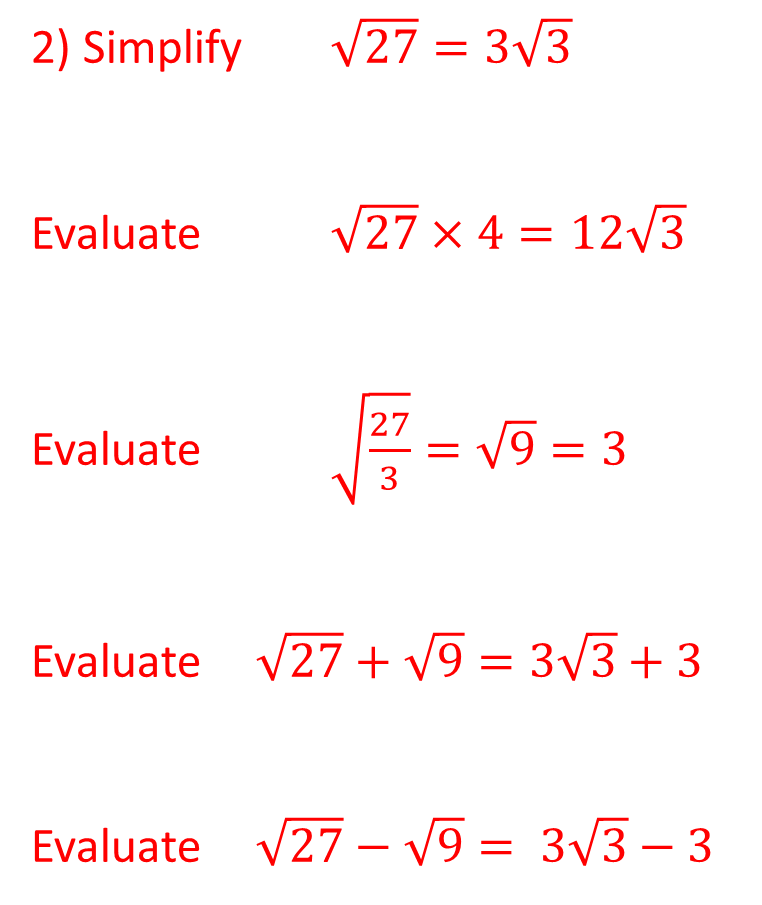 2) Simplify √27 = 3√3
Evaluate √27 × 4 = 12√3
Evaluate √(27/3) = √9 = 3
Evaluate √27 + √9 = 3√3 + 3
Evaluate √27 − √9 = 3√3 − 3